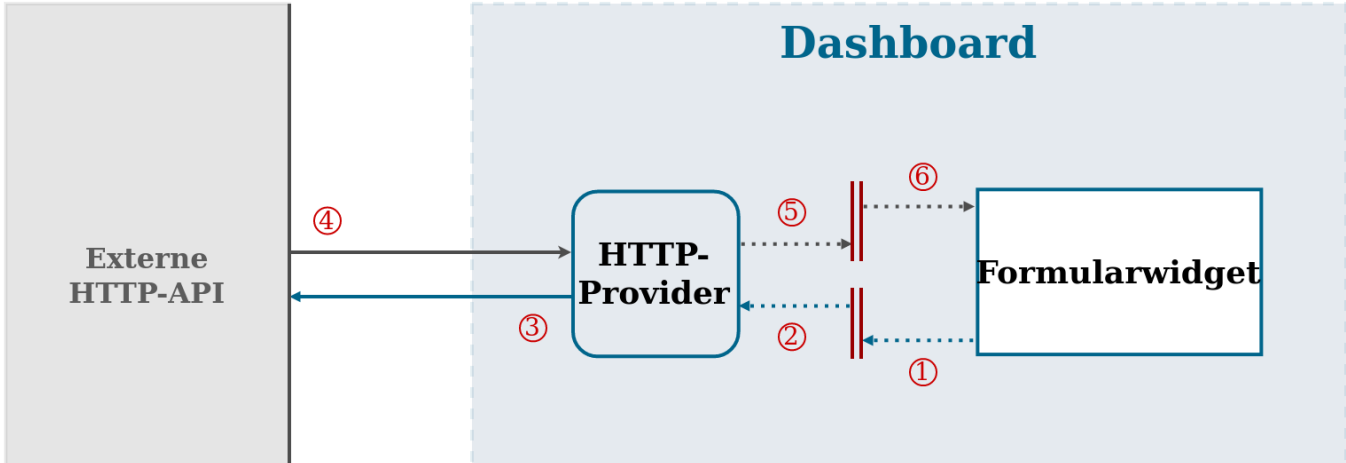 Dashboard
④
⑤
⑥
Externe
HTTP-API
HTTP-
Provider
Formularwidget
③
②
①